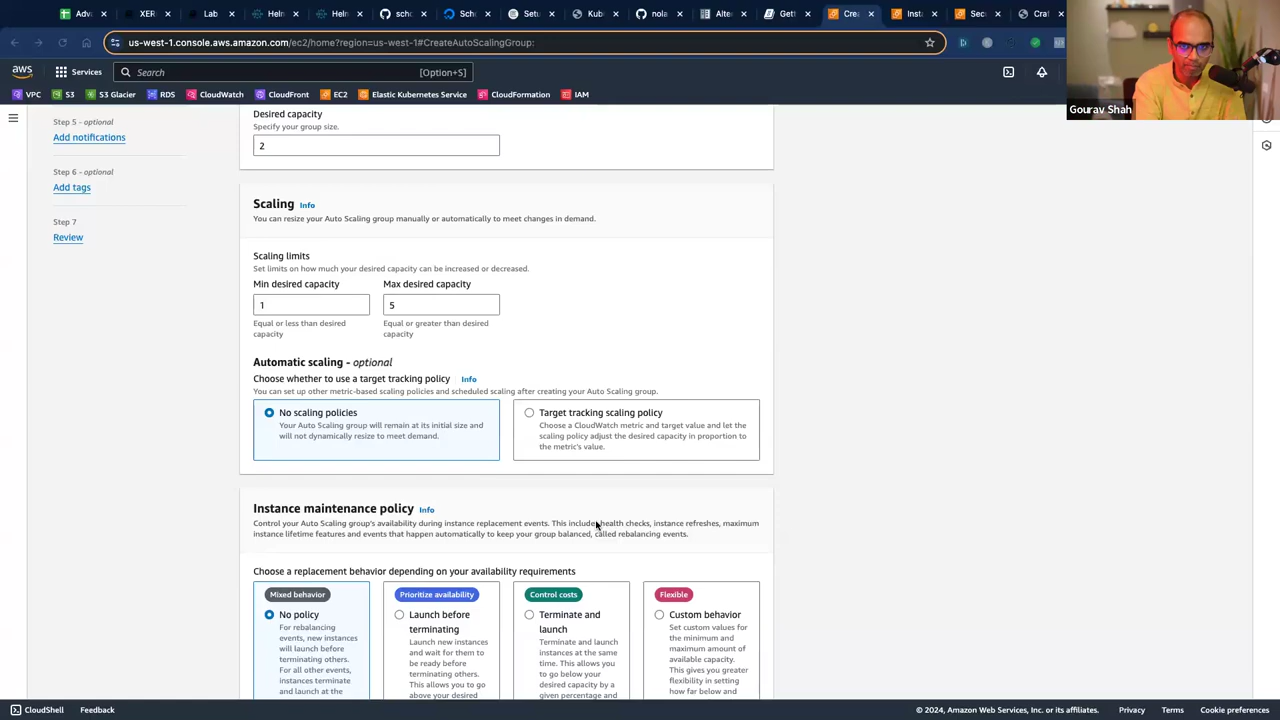 Adv
XER
Lab
Helm
Helm
scho
Sch
Setu
Kub
nola
Alte
Gett
Crea
Inst
Sec
Craf
us-west-1.console.aws.amazon.com/ec2/home?region=us-west-1#CreateAutoScalingGroup:
aws
Services
Search
[Option+S]
VPC
S3
S3 Glacier
RDS
CloudWatch
CloudFront
EC2
Elastic Kubernetes Service
CloudFormation
IAM
Gourav Shah
Step 5 - optional
Add notifications
Step 6 - optional
Add tags
Step 7
Review
Desired capacity
Specify your group size.
2
Scaling Info
You can resize your Auto Scaling group manually or automatically to meet changes in demand.
Scaling limits
Set limits on how much your desired capacity can be increased or decreased.
Min desired capacity
1
Equal or less than desired
capacity
Max desired capacity
5
Equal or greater than desired
capacity
Automatic scaling - optional
Choose whether to use a target tracking policy Info
You can set up other metric-based scaling policies and scheduled scaling after creating your Auto Scaling group.
No scaling policies
Your Auto Scaling group will remain at its initial size and
will not dynamically resize to meet demand.
Target tracking scaling policy
Choose a CloudWatch metric and target value and let the
scaling policy adjust the desired capacity in proportion to
the metric's value.
Instance maintenance policy Info
Control your Auto Scaling group's availability during instance replacement events. This includes health checks, instance refreshes, maximum
instance lifetime features and events that happen automatically to keep your group balanced, called rebalancing events.
Choose a replacement behavior depending on your availability requirements
Mixed behavior
No policy
For rebalancing
events, new instances
will launch before
terminating others.
For all other events,
instances terminate
and launch at the
Prioritize availability
Launch before
terminating
Launch new instances
and wait for them to
be ready before
terminating others.
This allows you to go
above your desired
Control costs
Terminate and
launch
Terminate and launch
instances at the same
time. This allows you
to go below your
desired capacity by a
given percentage and
Flexible
Custom behavior
Set custom values for
the minimum and
maximum amount of
available capacity.
This gives you greater
flexibility in setting
how far below and
CloudShell
Feedback
© 2024, Amazon Web Services, Inc. or its affiliates.
Privacy
Terms
Cookie preferences